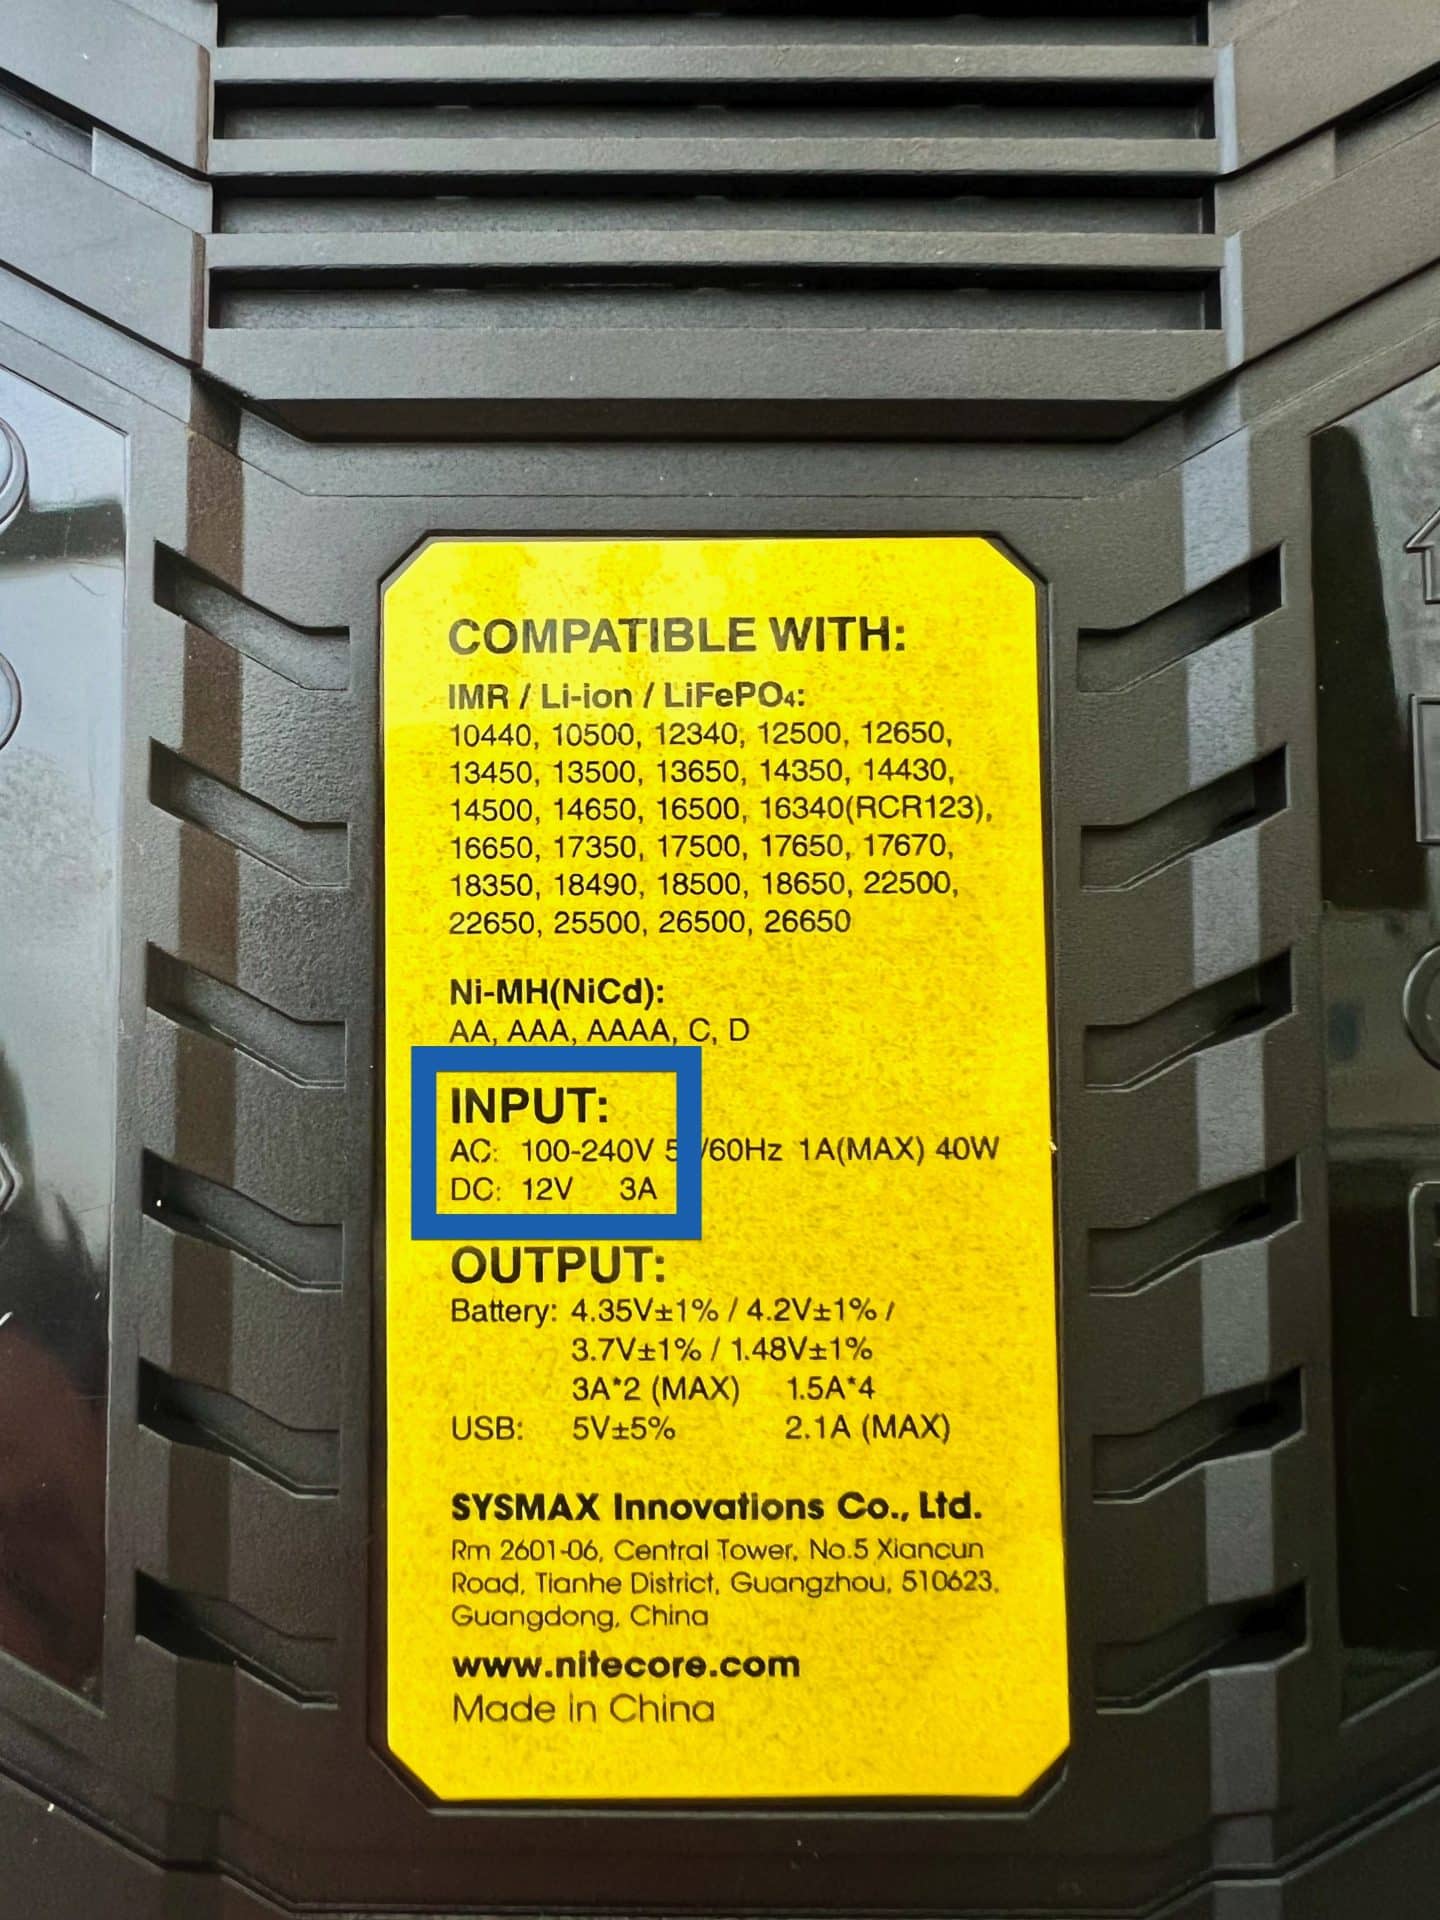 COMPATIBLE WITH:
IMR / Li-ion / LiFePO₄:
10440, 10500, 12340, 12500, 12650,
13450, 13500, 13650, 14350, 14430,
14500, 14650, 16500, 16340(RCR123),
16650, 17350, 17500, 17650, 17670,
18350, 18490, 18500, 18650, 22500,
22650, 25500, 26500, 26650
Ni-MH(NiCd):
AA, AAA, AAAA, C, D
INPUT:
AC: 100-240V 5 /60Hz 1A(MAX) 40W
DC: 12V 3A
OUTPUT:
Battery: 4.35V±1% / 4.2V±1% /
3.7V±1% / 1.48V±1%
3A*2 (MAX) 1.5A*4
USB: 5V±5% 2.1A (MAX)
SYSMAX Innovations Co., Ltd.
Rm 2601-06, Central Tower, No.5 Xiancun
Road, Tianhe District, Guangzhou, 510623,
Guangdong, China
www.nitecore.com
Made in China